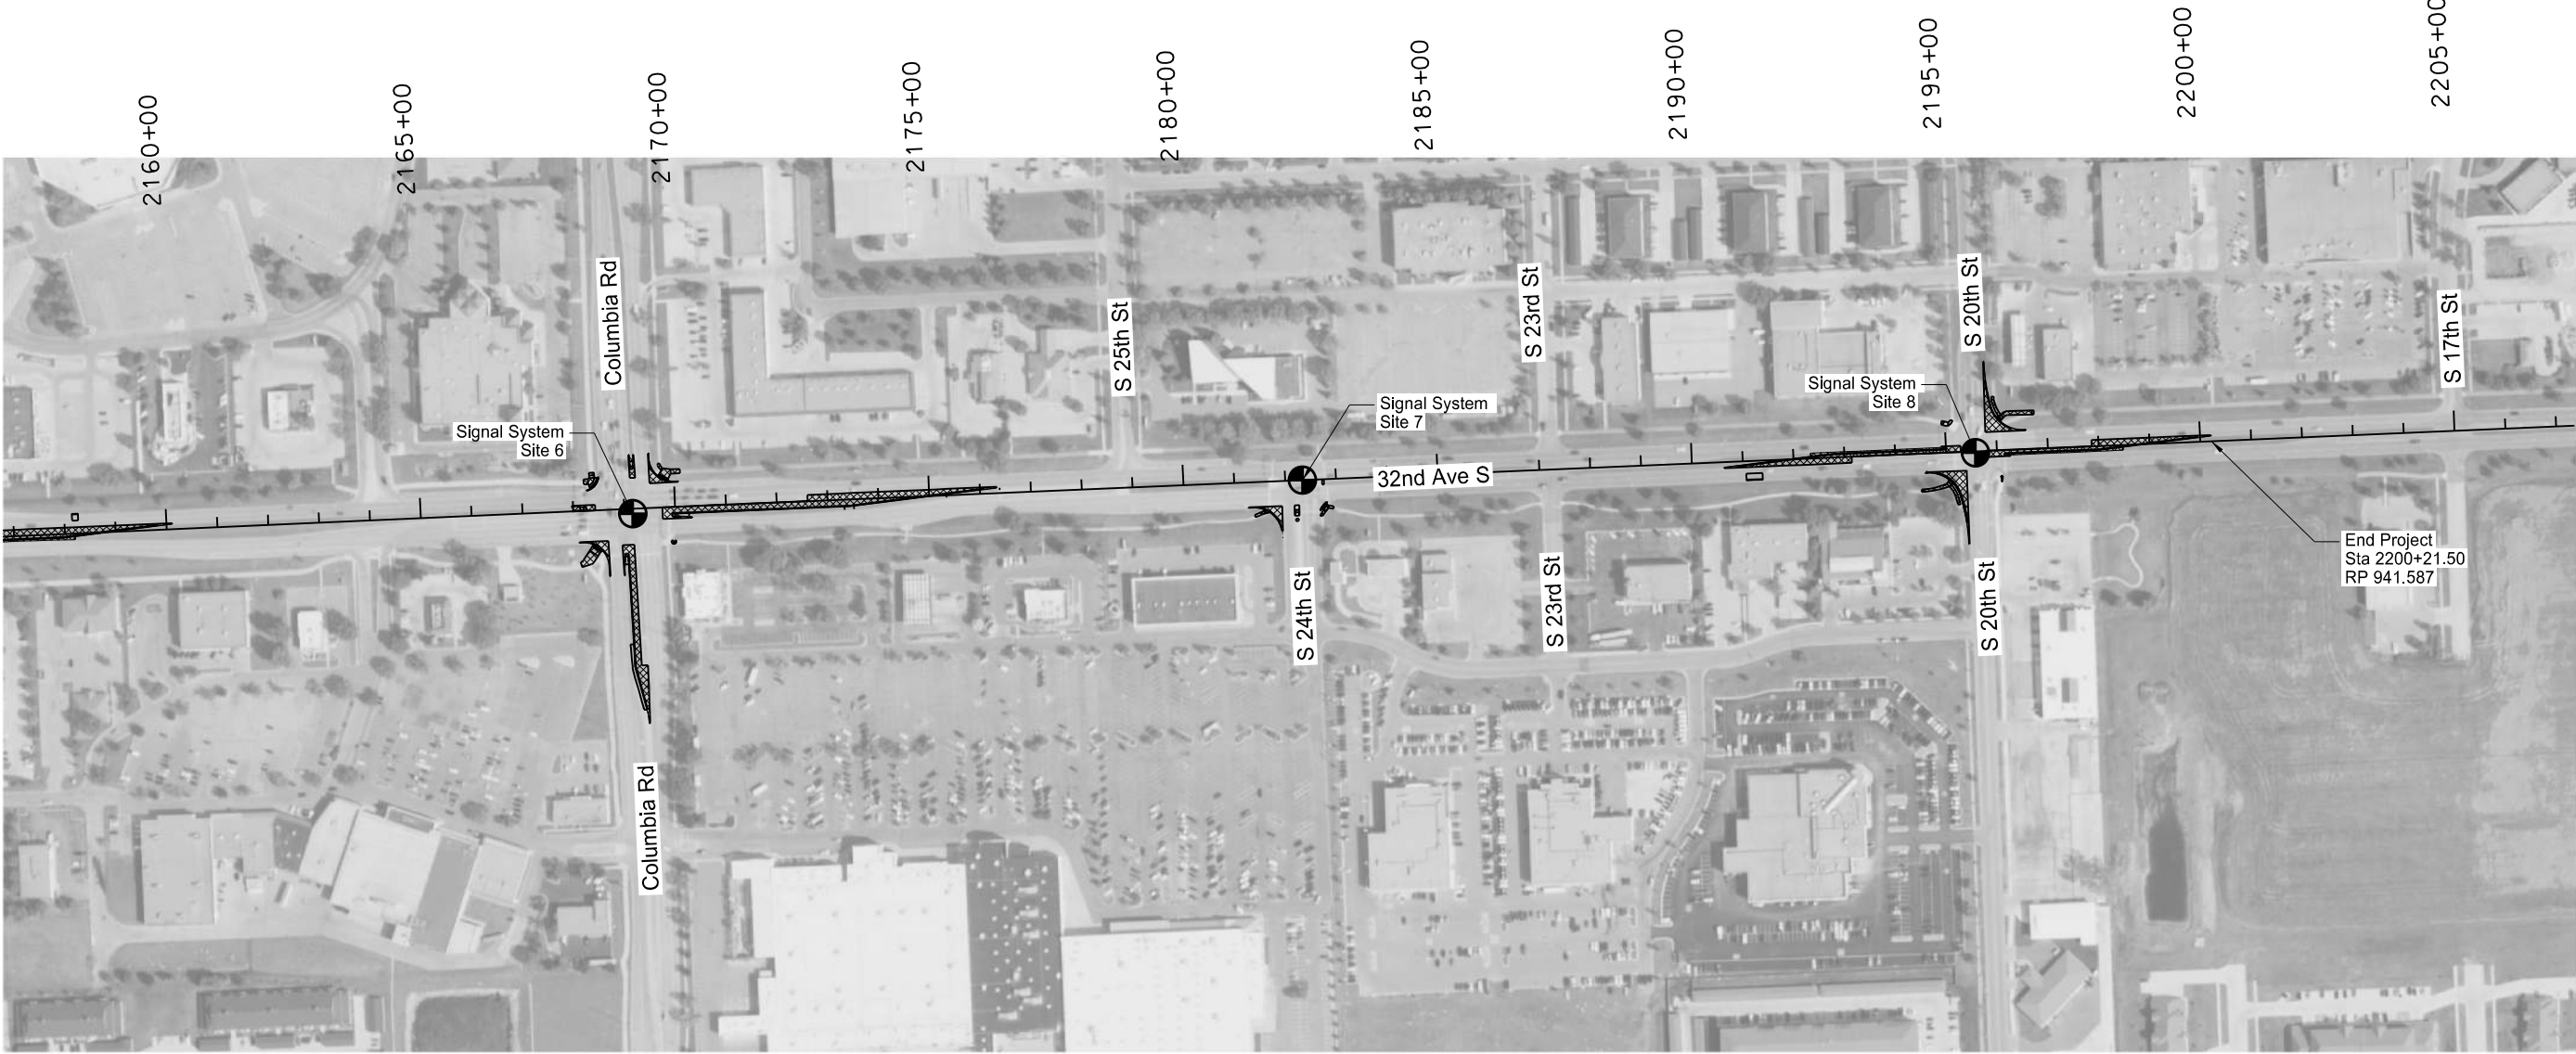 2160+00
2165+00
2170+00
2175+00
2180+00
2185+00
2190+00
2195+00
2200+00
2205+00
Columbia Rd
S 25th St
S 23rd St
S 20th St
S 17th St
Signal System
Site 6
Signal System
Site 7
Signal System
Site 8
32nd Ave S
End Project
Sta 2200+21.50
RP 941.587
S 24th St
S 23rd St
S 20th St
Columbia Rd